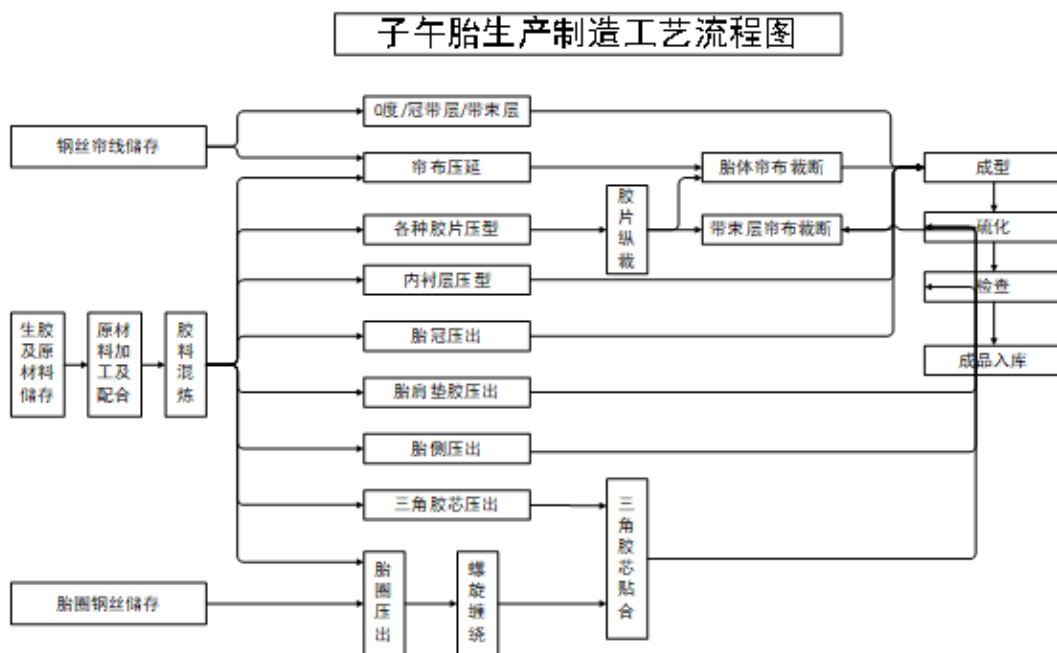 子午胎生产制造工艺流程图
0度/冠带层/带束层
钢丝帘线储存
帘布压延
胎体帘布裁断
成型
各种胶片压型
胶片纵裁
带束层帘布裁断
硫化
内衬层压型
检查
生胶及原材料储存
原材料加工及配合
胶料混炼
胎冠压出
成品入库
胎肩垫胶压出
胎侧压出
三角胶芯压出
三角胶芯贴合
胎圈钢丝储存
胎圈压出
螺旋缠绕